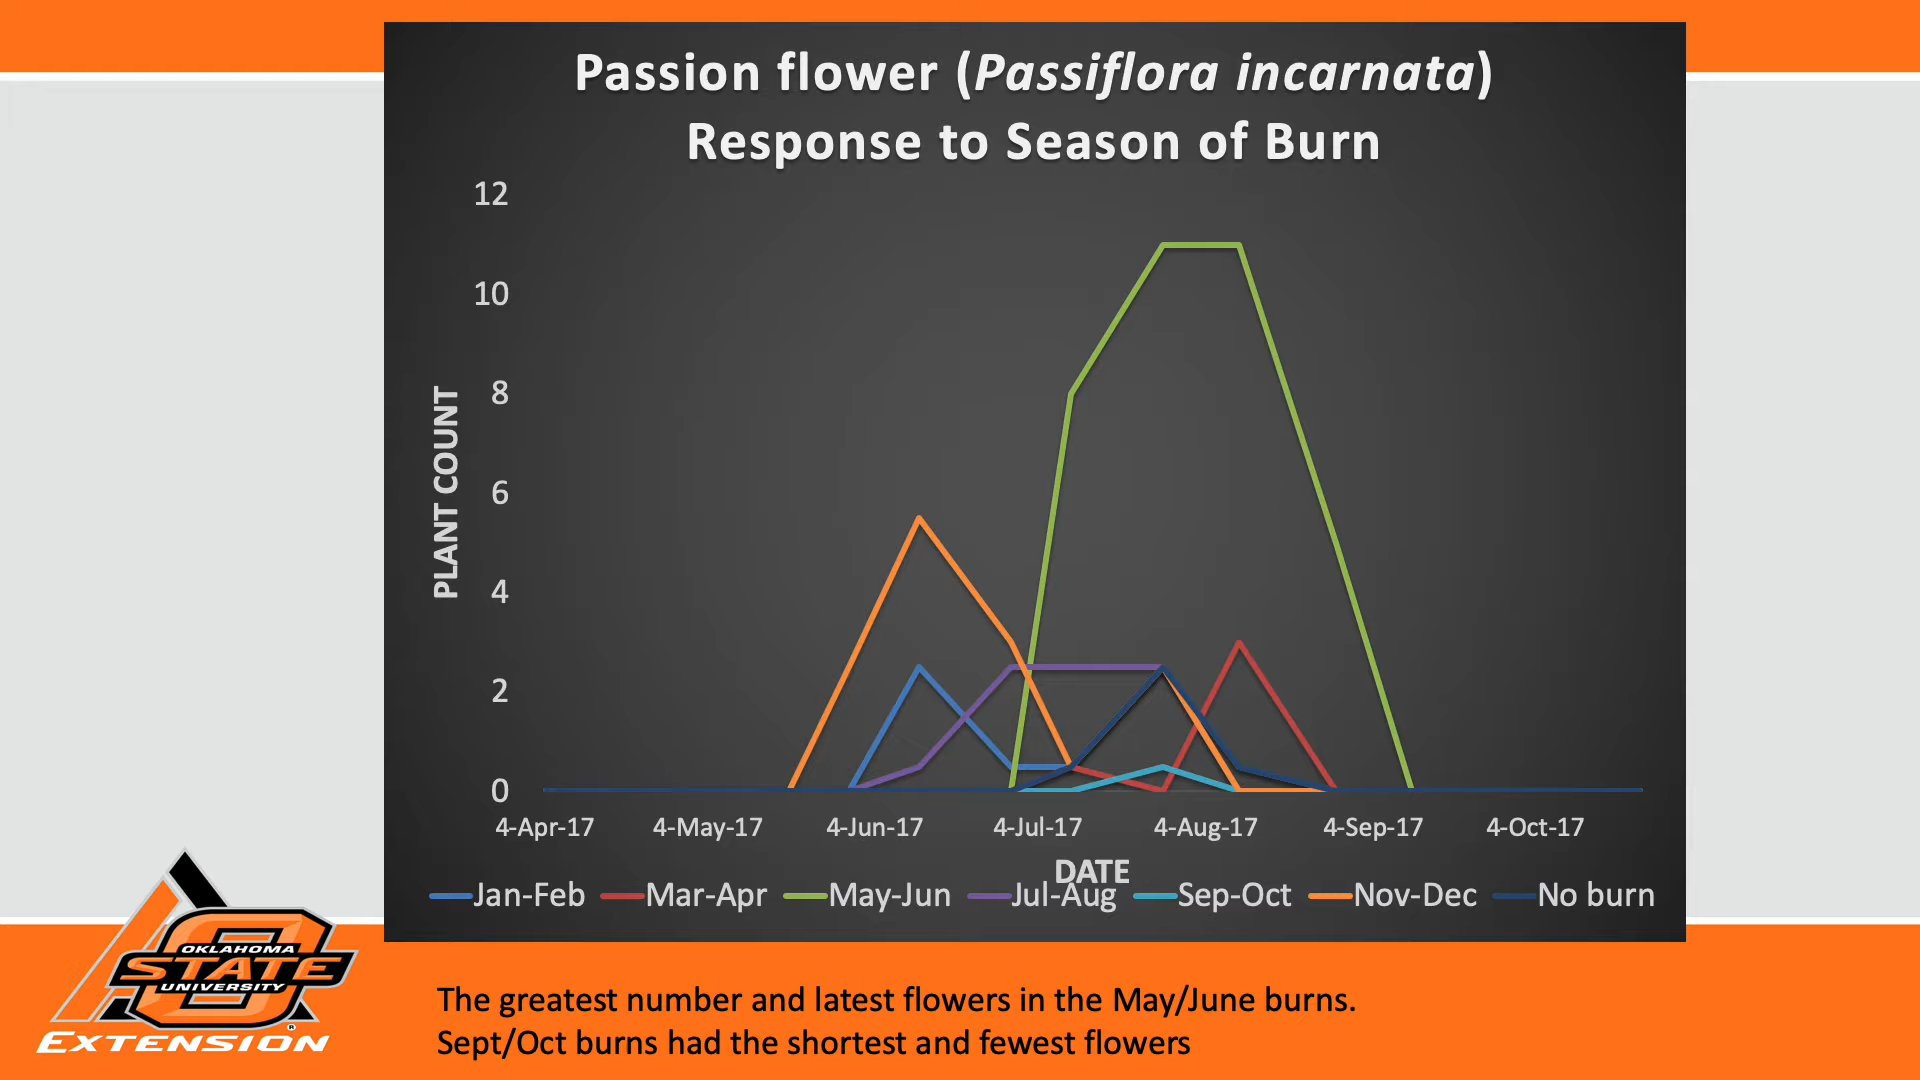 Passion flower (Passiflora incarnata)
Response to Season of Burn
12
10
8
6
4
2
0
PLANT COUNT
4-Apr-17 4-May-17 4-Jun-17 4-Jul-17 4-Aug-17 4-Sep-17 4-Oct-17
DATE
Jan-Feb Mar-Apr May-Jun Jul-Aug Sep-Oct Nov-Dec No burn
OKLAHOMA
STATE
UNIVERSITY
®
EXTENSION
The greatest number and latest flowers in the May/June burns.
Sept/Oct burns had the shortest and fewest flowers